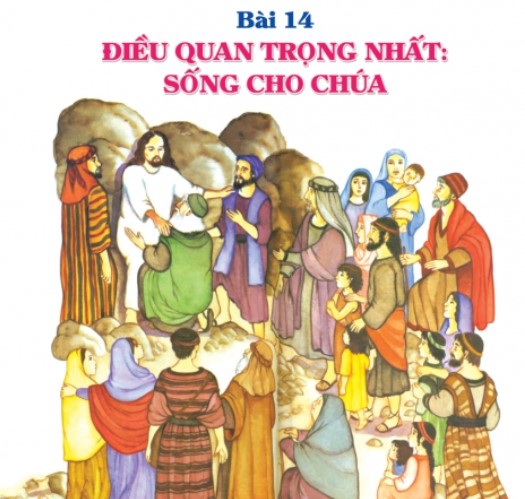 Bài 14
ĐIỀU QUAN TRỌNG NHẤT:
SỐNG CHO CHÚA